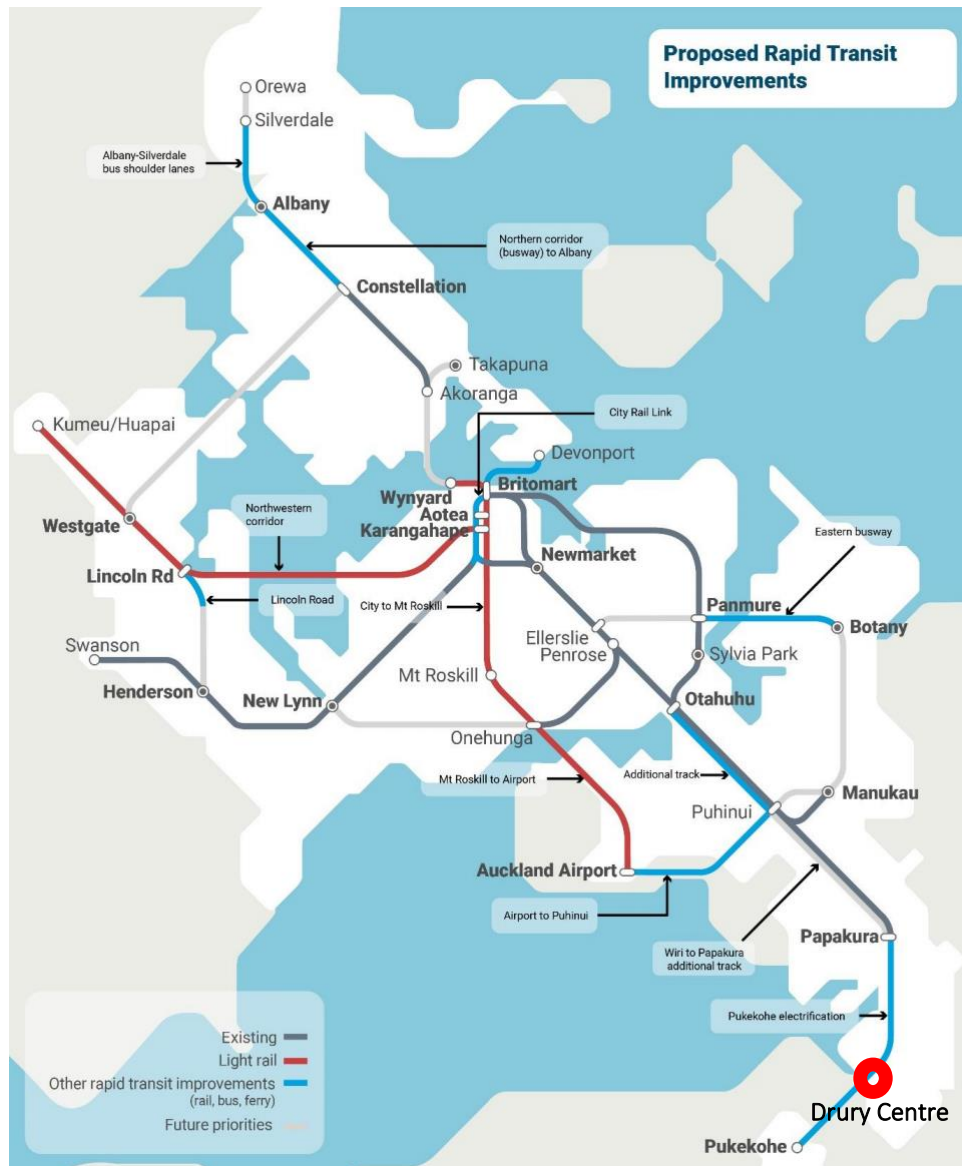 Proposed Rapid Transit
Improvements
Orewa
Silverdale
Albany-Silverdale
bus shoulder lanes
Albany
Northern corridor
(busway) to Albany
Constellation
Takapuna
Akoranga
City Rail Link
Kumeu/Huapai
Devonport
Wynyard
Britomart
Aotea
Karangahape
Northwestern
corridor
Westgate
Newmarket
Eastern busway
Lincoln Rd
Lincoln Road
City to Mt Roskill
Panmure
Botany
Ellerslie
Penrose
Sylvia Park
Swanson
Mt Roskill
Henderson
New Lynn
Otahuhu
Onehunga
Mt Roskill to Airport
Additional track
Manukau
Puhinui
Auckland Airport
Airport to Puhinui
Papakura
Wiri to Papakura
additional track
Pukekohe electrification
Existing
Light rail
Other rapid transit improvements
(rail, bus, ferry)
Future priorities
Drury Centre
Pukekohe